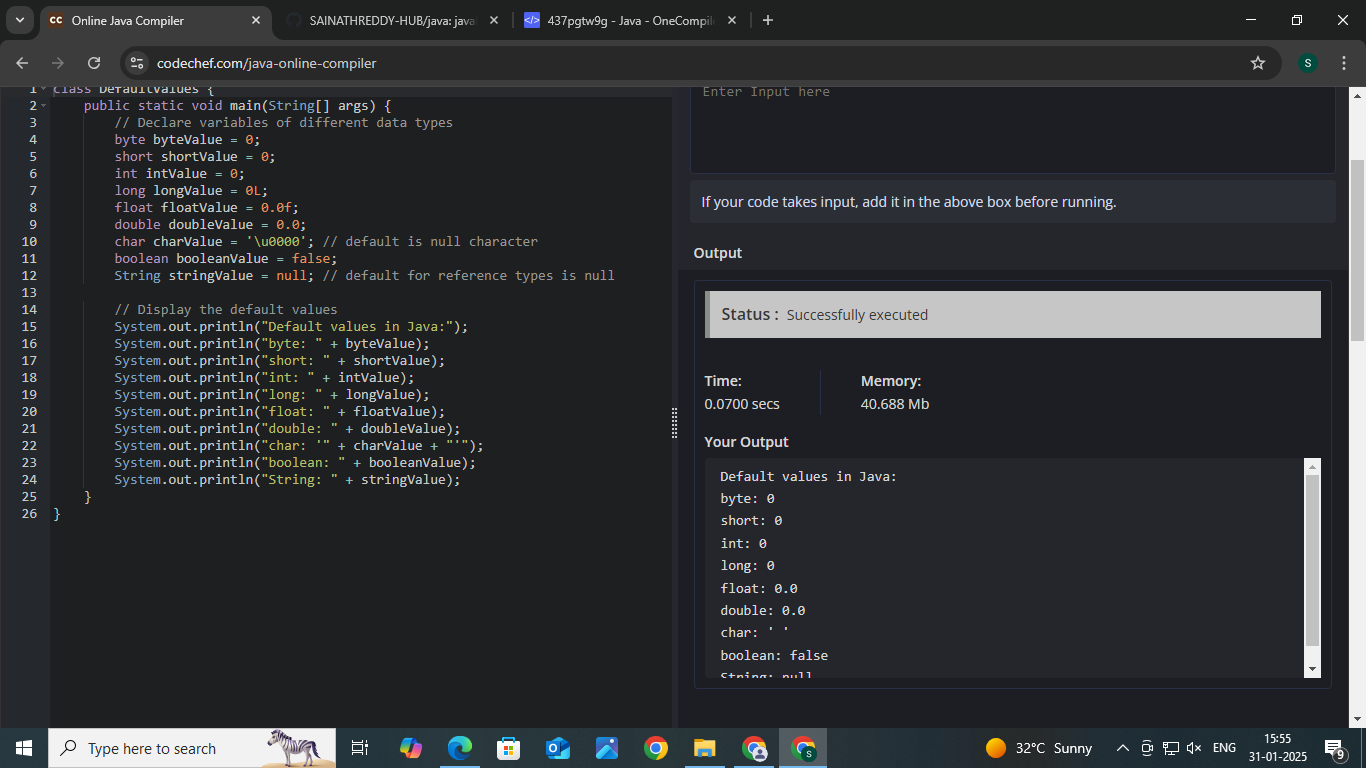 Online Java Compiler
SAINATHREDDY-HUB/java: java
437pgtw9g - Java - OneCompil
codechef.com/java-online-compiler
S
1 class DefaultValues {
2 public static void main(String[] args) {
3 // Declare variables of different data types
4 byte byteValue = 0;
5 short shortValue = 0;
6 int intValue = 0;
7 long longValue = 0L;
8 float floatValue = 0.0f;
9 double doubleValue = 0.0;
10 char charValue = '\u0000'; // default is null character
11 boolean booleanValue = false;
12 String stringValue = null; // default for reference types is null
13
14 // Display the default values
15 System.out.println("Default values in Java:");
16 System.out.println("byte: " + byteValue);
17 System.out.println("short: " + shortValue);
18 System.out.println("int: " + intValue);
19 System.out.println("long: " + longValue);
20 System.out.println("float: " + floatValue);
21 System.out.println("double: " + doubleValue);
22 System.out.println("char: '" + charValue + "'");
23 System.out.println("boolean: " + booleanValue);
24 System.out.println("String: " + stringValue);
25 }
26 }
Enter Input here
If your code takes input, add it in the above box before running.
Output
Status : Successfully executed
Time:
0.0700 secs
Memory:
40.688 Mb
Your Output
Default values in Java:
byte: 0
short: 0
int: 0
long: 0
float: 0.0
double: 0.0
char: ' '
boolean: false
String: null
Type here to search
32°C Sunny
ENG
15:55
31-01-2025
9